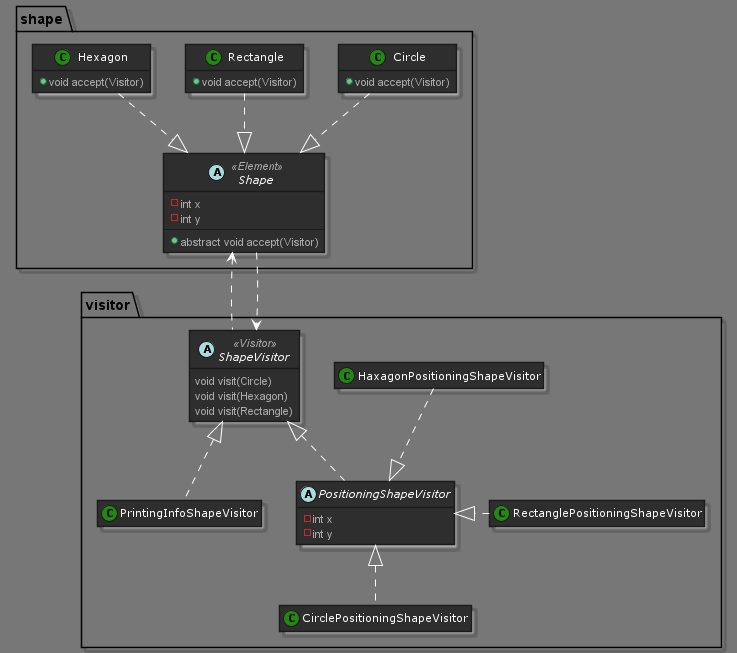 shape
C Hexagon
void accept(Visitor)
C Rectangle
void accept(Visitor)
C Circle
void accept(Visitor)
A «Element»
Shape
int x
int y
abstract void accept(Visitor)
visitor
A «Visitor»
ShapeVisitor
void visit(Circle)
void visit(Hexagon)
void visit(Rectangle)
C HaxagonPositioningShapeVisitor
C PrintingInfoShapeVisitor
A PositioningShapeVisitor
int x
int y
C RectanglePositioningShapeVisitor
C CirclePositioningShapeVisitor